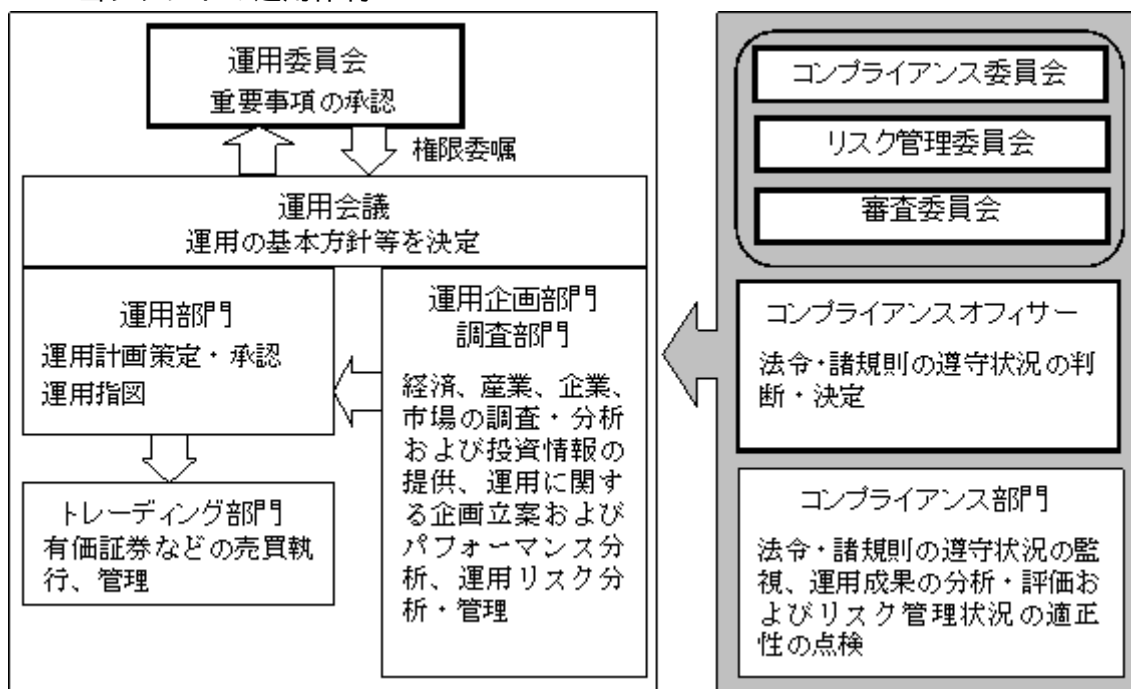 運用委員会
重要事項の承認
権限委嘱
運用会議
運用の基本方針等を決定
運用部門
運用計画策定・承認
運用指図
トレーディング部門
有価証券などの売買執
行、管理
運用企画部門
調査部門
経済、産業、企業、
市場の調査・分析
および投資情報の
提供、運用に関す
る企画立案および
パフォーマンス分
析、運用リスク分
析・管理
コンプライアンス委員会
リスク管理委員会
審査委員会
コンプライアンスオフィサー
法令・諸規則の遵守状況の判
断・決定
コンプライアンス部門
法令・諸規則の遵守状況の監
視、運用成果の分析・評価お
よびリスク管理状況の適正
性の点検